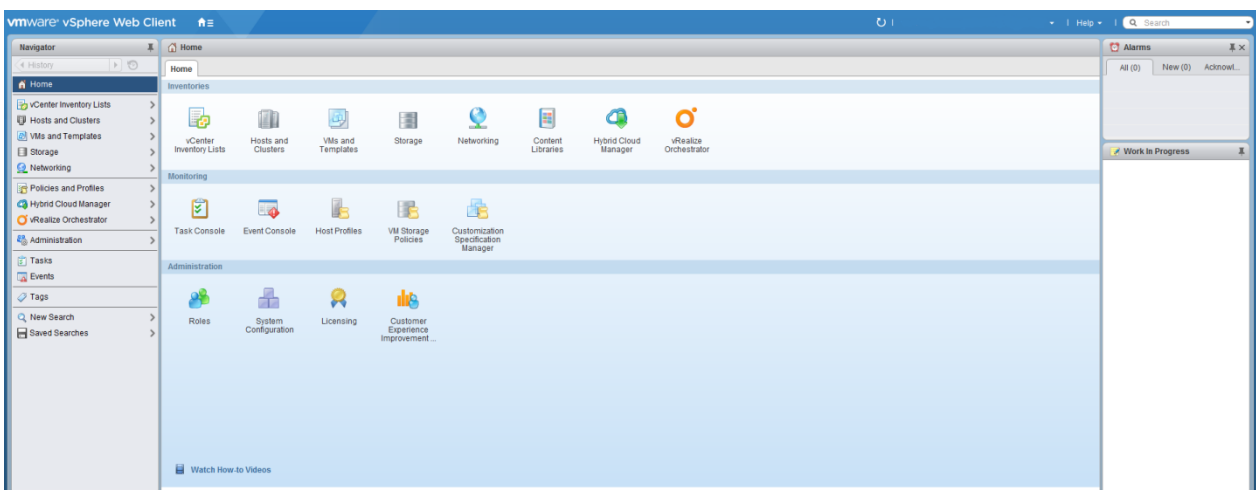 vmware® vSphere Web Client
Help
Search
Navigator
History
Home
vCenter Inventory Lists
Hosts and Clusters
VMs and Templates
Storage
Networking
Policies and Profiles
Hybrid Cloud Manager
vRealize Orchestrator
Administration
Tasks
Events
Tags
New Search
Saved Searches
Home
Home
Inventories
vCenter
Inventory Lists
Hosts and
Clusters
VMs and
Templates
Storage
Networking
Content
Libraries
Hybrid Cloud
Manager
vRealize
Orchestrator
Monitoring
Task Console
Event Console
Host Profiles
VM Storage
Policies
Customization
Specification
Manager
Administration
Roles
System
Configuration
Licensing
Customer
Experience
Improvement ...
Watch How-to Videos
Alarms
All (0) New (0) Acknowl...
Work In Progress